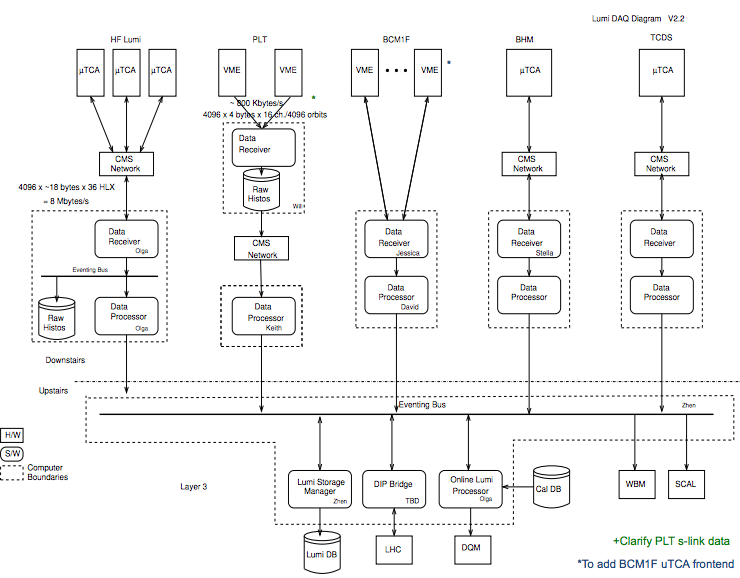 Lumi DAQ Diagram V2.2
HF Lumi
PLT
BCM1F
BHM
TCDS
μTCA
μTCA
μTCA
VME
VME
VME
VME
*
μTCA
μTCA
+
~ 800 Kbytes/s
4096 x 4 bytes x 16 ch./4096 orbits
Data
Receiver
Raw
Histos
Will
CMS
Network
CMS
Network
CMS
Network
4096 x ~18 bytes x 36 HLX
= 8 Mbytes/s
Data
Receiver
Olga
CMS
Network
Data
Receiver
Jessica
Data
Receiver
Stella
Data
Receiver
Eventing Bus
Raw
Histos
Data
Processor
Olga
Data
Processor
Keith
Data
Processor
David
Data
Processor
Data
Processor
Downstairs
Upstairs
Eventing Bus
Zhen
H/W
S/W
Computer
Boundaries
Layer 3
Lumi Storage
Manager
Zhen
DIP Bridge
TBD
Online Lumi
Processor
Olga
Cal DB
WBM
SCAL
Lumi DB
LHC
DQM
+Clarify PLT s-link data
*To add BCM1F uTCA frontend